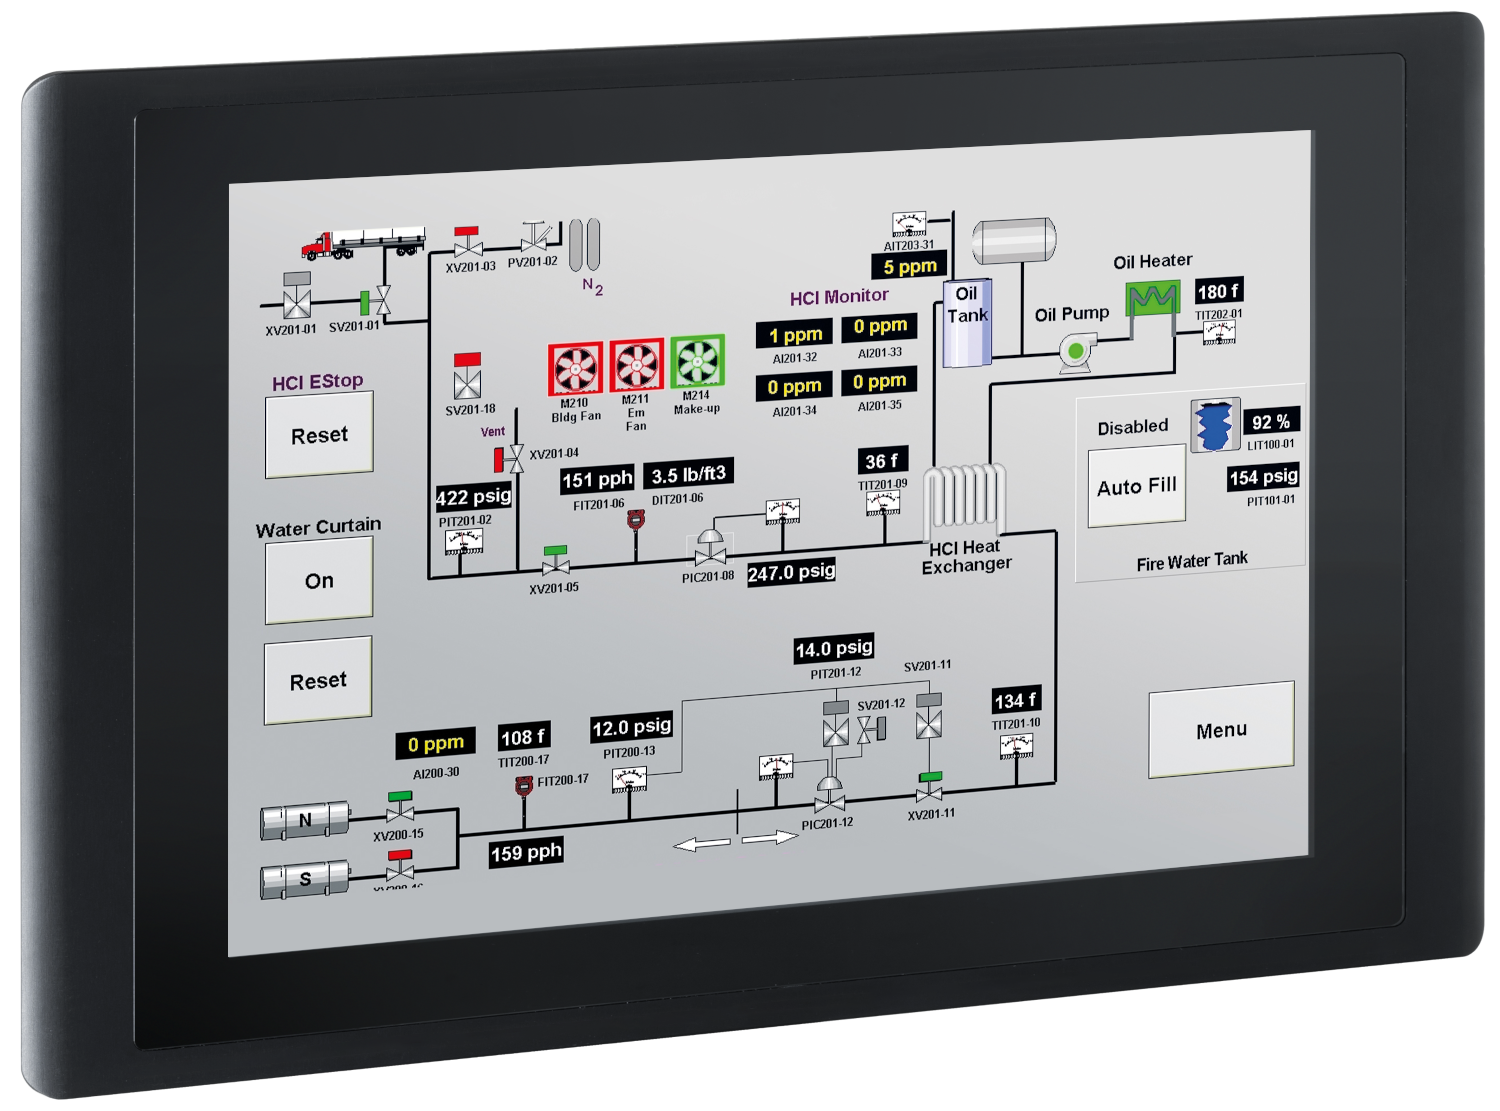 XV201-01
SV201-01
XV201-03
PV201-02
N2
HCl EStop
Reset
SV201-18
M210
Bldg Fan
M211
Em
Fan
M214
Make-up
Vent
XV201-04
422 psig
PIT201-02
151 pph
FIT201-06
3.5 lb/ft3
DIT201-06
XV201-05
PIC201-08
247.0 psig
HCl Monitor
1 ppm
AI201-32
0 ppm
AI201-33
0 ppm
AI201-34
0 ppm
AI201-35
AIT203-31
5 ppm
Oil
Tank
Oil Pump
Oil Heater
180 f
TIT202-01
36 f
TIT201-09
HCl Heat
Exchanger
Disabled
92 %
LIT100-01
Auto Fill
154 psig
PIT101-01
Fire Water Tank
Water Curtain
On
Reset
0 ppm
AI200-30
108 f
TIT200-17
FIT200-17
12.0 psig
PIT200-13
14.0 psig
PIT201-12
SV201-11
SV201-12
134 f
TIT201-10
Menu
N
XV200-15
S
159 pph
PIC201-12
XV201-11